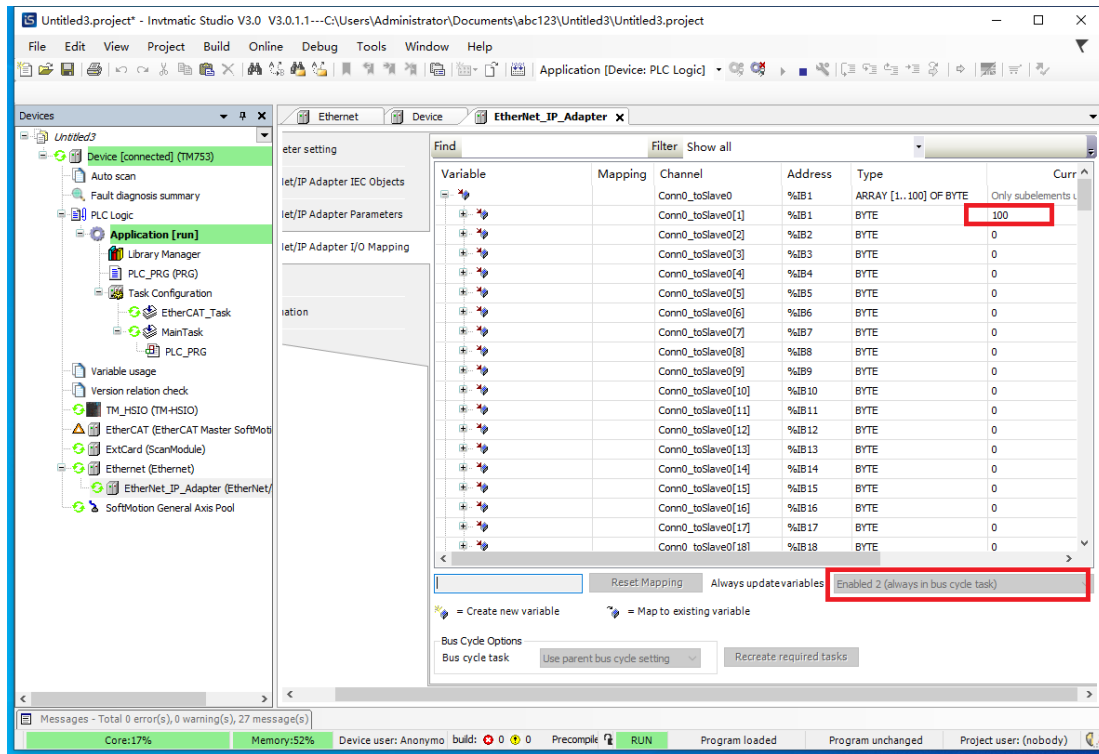 Untitled3.project* - Invtmatic Studio V3.0 V3.0.1.1---C:\Users\Administrator\Documents\abc123\Untitled3\Untitled3.project
File Edit View Project Build Online Debug Tools Window Help
Application [Device: PLC Logic]
Devices
Untitled3
Device [connected] (TM753)
Auto scan
Fault diagnosis summary
PLC Logic
Application [run]
Library Manager
PLC_PRG (PRG)
Task Configuration
EtherCAT_Task
MainTask
PLC_PRG
Variable usage
Version relation check
TM_HSIO (TM-HSIO)
EtherCAT (EtherCAT Master SoftMoti
ExtCard (ScanModule)
Ethernet (Ethernet)
EtherNet_IP_Adapter (EtherNet/
SoftMotion General Axis Pool
Ethernet Device EtherNet_IP_Adapter
eter setting
Net/IP Adapter IEC Objects
Net/IP Adapter Parameters
Net/IP Adapter I/O Mapping
ation
Find Filter Show all
Variable Mapping Channel Address Type Curr
Conn0_toSlave0 %IB1 ARRAY [1..100] OF BYTE Only subelements u
Conn0_toSlave0[1] %IB1 BYTE 100
Conn0_toSlave0[2] %IB2 BYTE 0
Conn0_toSlave0[3] %IB3 BYTE 0
Conn0_toSlave0[4] %IB4 BYTE 0
Conn0_toSlave0[5] %IB5 BYTE 0
Conn0_toSlave0[6] %IB6 BYTE 0
Conn0_toSlave0[7] %IB7 BYTE 0
Conn0_toSlave0[8] %IB8 BYTE 0
Conn0_toSlave0[9] %IB9 BYTE 0
Conn0_toSlave0[10] %IB10 BYTE 0
Conn0_toSlave0[11] %IB11 BYTE 0
Conn0_toSlave0[12] %IB12 BYTE 0
Conn0_toSlave0[13] %IB13 BYTE 0
Conn0_toSlave0[14] %IB14 BYTE 0
Conn0_toSlave0[15] %IB15 BYTE 0
Conn0_toSlave0[16] %IB16 BYTE 0
Conn0_toSlave0[17] %IB17 BYTE 0
Conn0_toSlave0[18] %IB18 BYTE 0
Reset Mapping Always update variables Enabled 2 (always in bus cycle task)
= Create new variable = Map to existing variable
Bus Cycle Options
Bus cycle task Use parent bus cycle setting Recreate required tasks
Messages - Total 0 error(s), 0 warning(s), 27 message(s)
Core:17% Memory:52% Device user: Anonymo build: 0 0 Precompile RUN Program loaded Program unchanged Project user: (nobody)